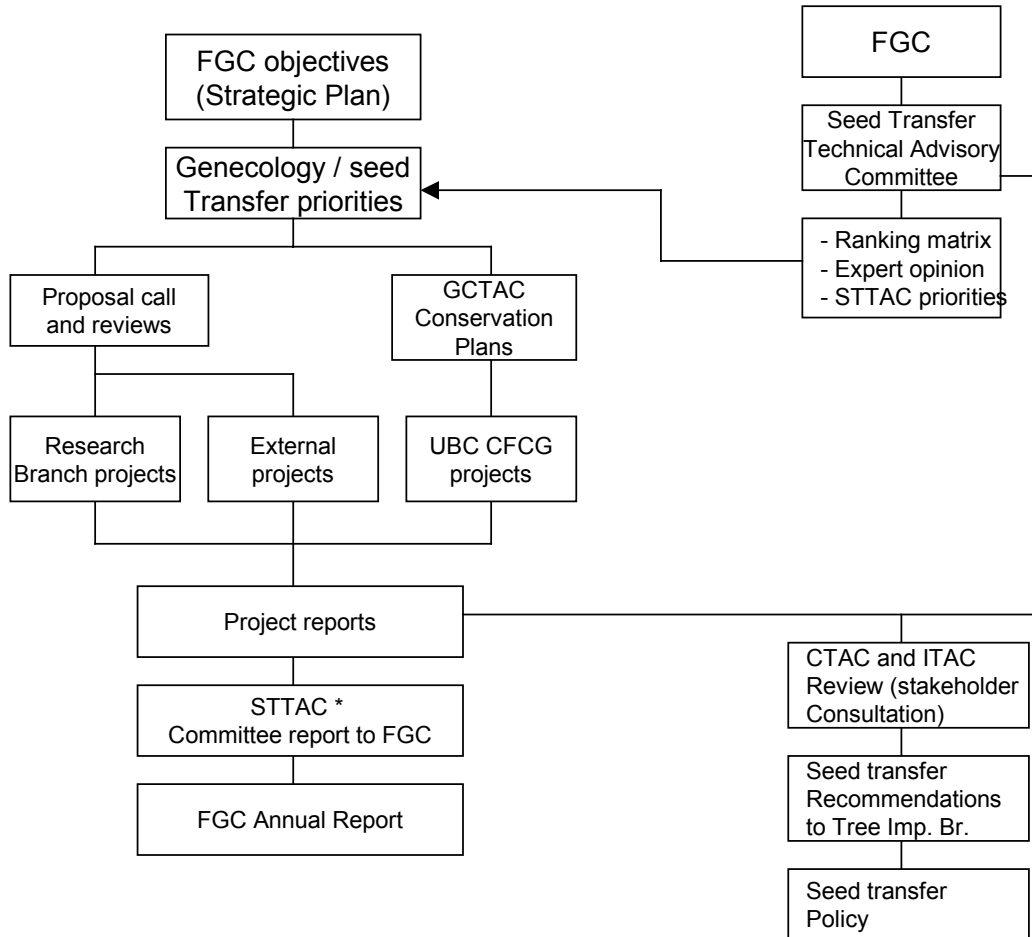 FGC objectives
(Strategic Plan)
FGC
Seed Transfer
Technical Advisory
Committee
Genecology / seed
Transfer priorities
- Ranking matrix
- Expert opinion
- STTAC priorities
Proposal call
and reviews
GCTAC
Conservation
Plans
Research
Branch projects
External
projects
UBC CFCG
projects
Project reports
STTAC *
Committee report to FGC
FGC Annual Report
CTAC and ITAC
Review (stakeholder
Consultation)
Seed transfer
Recommendations
to Tree Imp. Br.
Seed transfer
Policy